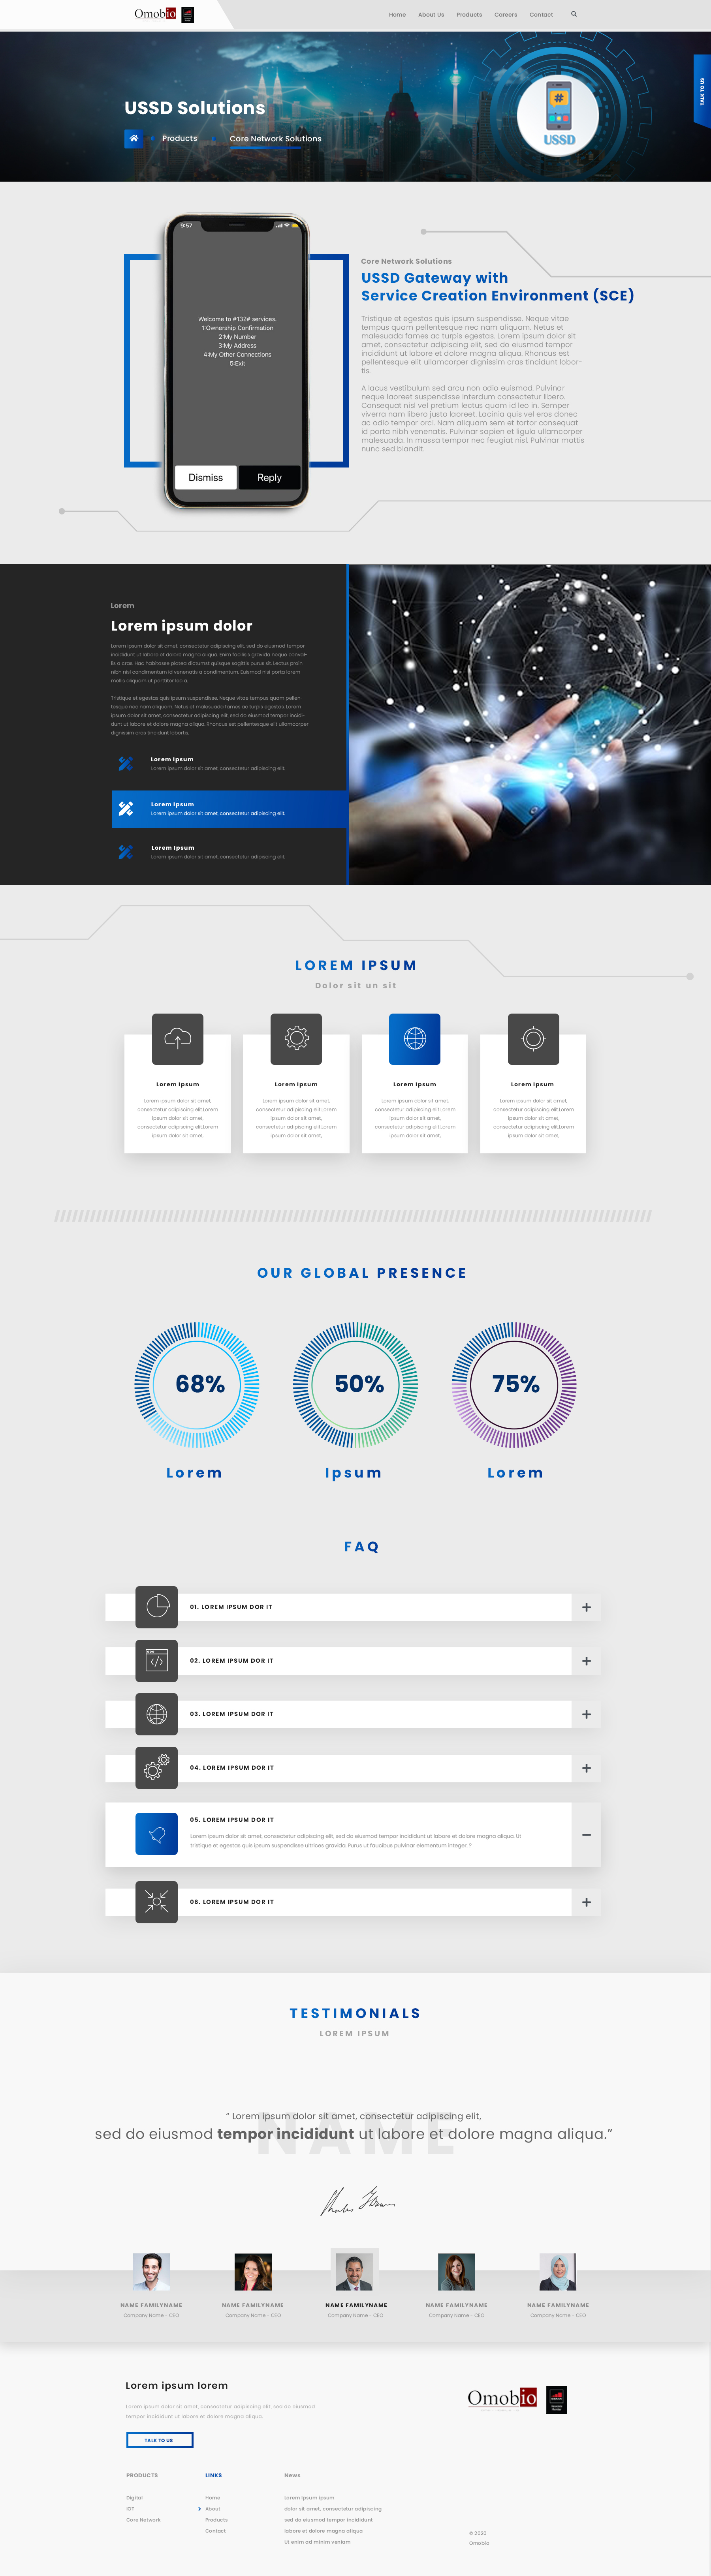 Omobio
Home About Us Products Careers Contact
TALK TO US
USSD Solutions
Products Core Network Solutions
#
USSD
9:57
Welcome to #132# services.
1:Ownership Confirmation
2:My Number
3:My Address
4:My Other Connections
5:Exit
Dismiss Reply
Core Network Solutions
USSD Gateway with
Service Creation Environment (SCE)
Tristique et egestas quis ipsum suspendisse. Neque vitae
tempus quam pellentesque nec nam aliquam. Netus et
malesuada fames ac turpis egestas. Lorem ipsum dolor sit
amet, consectetur adipiscing elit, sed do eiusmod tempor
incididunt ut labore et dolore magna aliqua. Rhoncus est
pellentesque elit ullamcorper dignissim cras tincidunt lobor-
tis.
A lacus vestibulum sed arcu non odio euismod. Pulvinar
neque laoreet suspendisse interdum consectetur libero.
Consequat nisl vel pretium lectus quam id leo in. Semper
viverra nam libero justo laoreet. Lacinia quis vel eros donec
ac odio tempor orci. Nam aliquam sem et tortor consequat
id porta nibh venenatis. Pulvinar sapien et ligula ullamcorper
malesuada. In massa tempor nec feugiat nisl. Pulvinar mattis
nunc sed blandit.
Lorem
Lorem ipsum dolor
Lorem ipsum dolor sit amet, consectetur adipiscing elit, sed do eiusmod tempor
incididunt ut labore et dolore magna aliqua. Enim facilisis gravida neque conval-
lis a cras. Hac habitasse platea dictumst quisque sagittis purus sit. Lectus proin
nibh nisl condimentum id venenatis a condimentum. Euismod nisi porta lorem
mollis aliquam ut porttitor leo a.
Tristique et egestas quis ipsum suspendisse. Neque vitae tempus quam pellen-
tesque nec nam aliquam. Netus et malesuada fames ac turpis egestas. Lorem
ipsum dolor sit amet, consectetur adipiscing elit, sed do eiusmod tempor incid-
dunt ut labore et dolore magna aliqua. Rhoncus est pellentesque elit ullamcorper
dignissim cras tincidunt lobortis.
Lorem Ipsum
Lorem ipsum dolor sit amet, consectetur adipiscing elit,
Lorem Ipsum
Lorem ipsum dolor sit amet, consectetur adipiscing elit,
Lorem Ipsum
Lorem ipsum dolor sit amet, consectetur adipiscing elit,
LOREM IPSUM
Dolor sit un sit
Lorem Ipsum
Lorem ipsum dolor sit amet,
consectetur adipiscing elit.Lorem
ipsum dolor sit amet,
consectetur adipiscing elit.Lorem
ipsum dolor sit amet,
Lorem Ipsum
Lorem ipsum dolor sit amet,
consectetur adipiscing elit.Lorem
ipsum dolor sit amet,
consectetur adipiscing elit.Lorem
ipsum dolor sit amet,
Lorem Ipsum
Lorem ipsum dolor sit amet,
consectetur adipiscing elit.Lorem
ipsum dolor sit amet,
consectetur adipiscing elit.Lorem
ipsum dolor sit amet,
Lorem Ipsum
Lorem ipsum dolor sit amet,
consectetur adipiscing elit.Lorem
ipsum dolor sit amet,
consectetur adipiscing elit.Lorem
ipsum dolor sit amet,
OUR GLOBAL PRESENCE
68% 50% 75%
Lorem Ipsum Lorem
FAQ
01. LOREM IPSUM DOR IT
02. LOREM IPSUM DOR IT
03. LOREM IPSUM DOR IT
04. LOREM IPSUM DOR IT
05. LOREM IPSUM DOR IT
Lorem ipsum dolor sit amet, consectetur adipiscing elit, sed do eiusmod tempor incididunt ut labore et dolore magna aliqua. Ut
tristique et egestas quis ipsum suspendisse ultrices gravida. Purus ut faucibus pulvinar elementum integer. ?
06. LOREM IPSUM DOR IT
TESTIMONIALS
LOREM IPSUM
NAME
“ Lorem ipsum dolor sit amet, consectetur adipiscing elit,
sed do eiusmod tempor incididunt ut labore et dolore magna aliqua.”
NAME FAMILYNAME NAME FAMILYNAME NAME FAMILYNAME NAME FAMILYNAME NAME FAMILYNAME
Company Name - CEO Company Name - CEO Company Name - CEO Company Name - CEO Company Name - CEO
Lorem ipsum lorem
Lorem ipsum dolor sit amet, consectetur adipiscing elit, sed do eiusmod
tempor incididunt ut labore et dolore magna aliqua.
TALK TO US
Omobio
PRODUCTS
Digital
IOT
Core Network
LINKS
Home
About
Products
Contact
News
Lorem ipsum ipsum
dolor sit amet, consectetur adipiscing
sed do eiusmod tempor incididunt
labore et dolore magna aliqua
Ut enim ad minim veniam
© 2020
Omobio